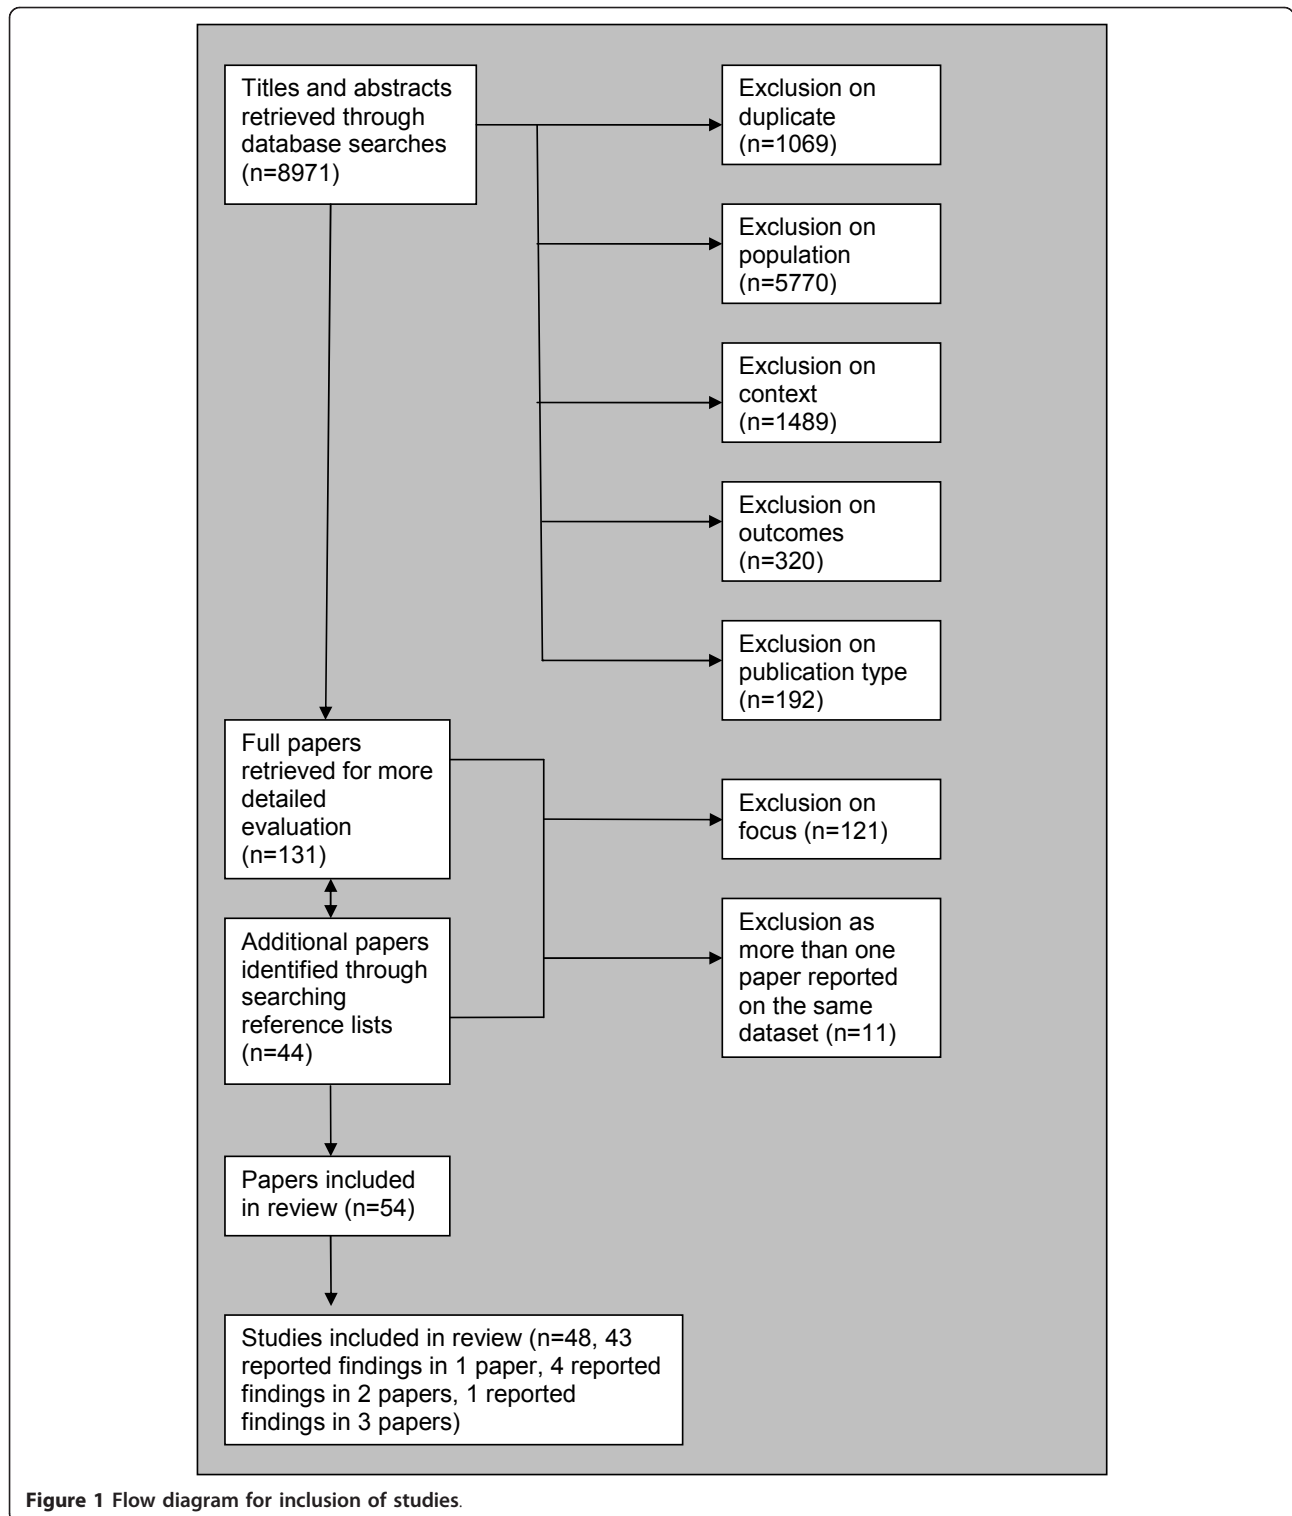 Titles and abstracts
retrieved through
database searches
(n=8971)
Exclusion on
duplicate
(n=1069)
Exclusion on
population
(n=5770)
Exclusion on
context
(n=1489)
Exclusion on
outcomes
(n=320)
Exclusion on
publication type
(n=192)
Full papers
retrieved for more
detailed
evaluation
(n=131)
Exclusion on
focus (n=121)
Additional papers
identified through
searching
reference lists
(n=44)
Exclusion as
more than one
paper reported
on the same
dataset (n=11)
Papers included
in review (n=54)
Studies included in review (n=48, 43
reported findings in 1 paper, 4 reported
findings in 2 papers, 1 reported
findings in 3 papers)
Figure 1 Flow diagram for inclusion of studies.